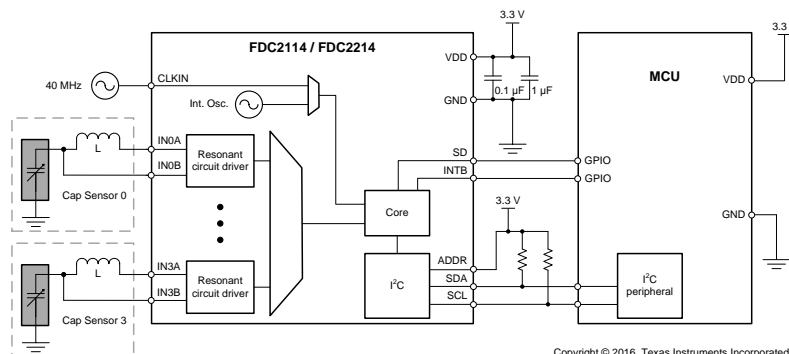 3.3 V
3.3
FDC2114 / FDC2214
VDD
MCU
CLKIN
40 MHz
Int. Osc.
0.1 µF
1 µF
VDD
GND
L
IN0A
IN0B
Resonant
circuit driver
Cap Sensor 0
SD
INTB
GPIO
GPIO
Core
3.3 V
GND
L
IN3A
IN3B
Resonant
circuit driver
Cap Sensor 3
I²C
ADDR
SDA
SCL
I²C
peripheral
Copyright © 2016, Texas Instruments Incorporated